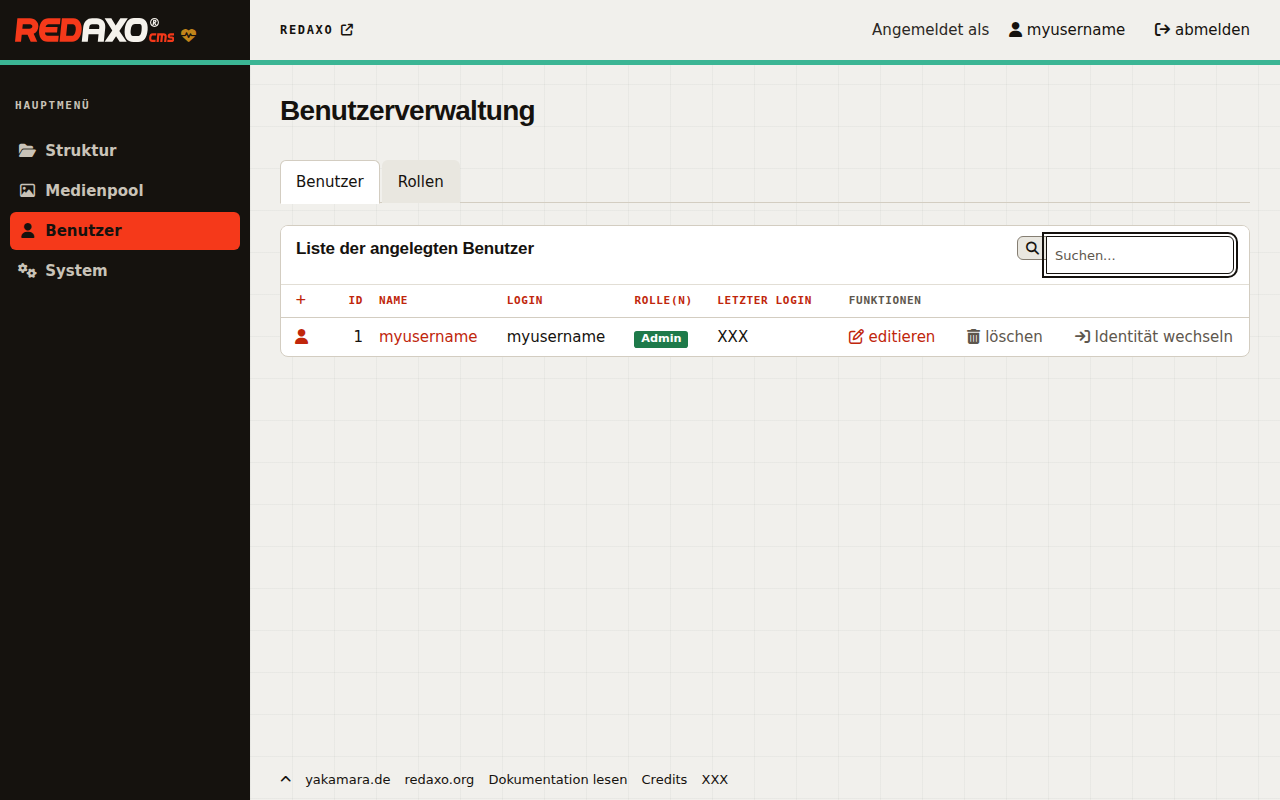 REDAXO® cms
REDAXO
Angemeldet als myusername abmelden
HAUPTMENÜ
Struktur
Medienpool
Benutzer
System
Benutzerverwaltung
Benutzer Rollen
Liste der angelegten Benutzer
Suchen...
+ ID NAME LOGIN ROLLE(N) LETZTER LOGIN FUNKTIONEN
1 myusername myusername Admin XXX editieren löschen Identität wechseln
yakamara.de redaxo.org Dokumentation lesen Credits XXX